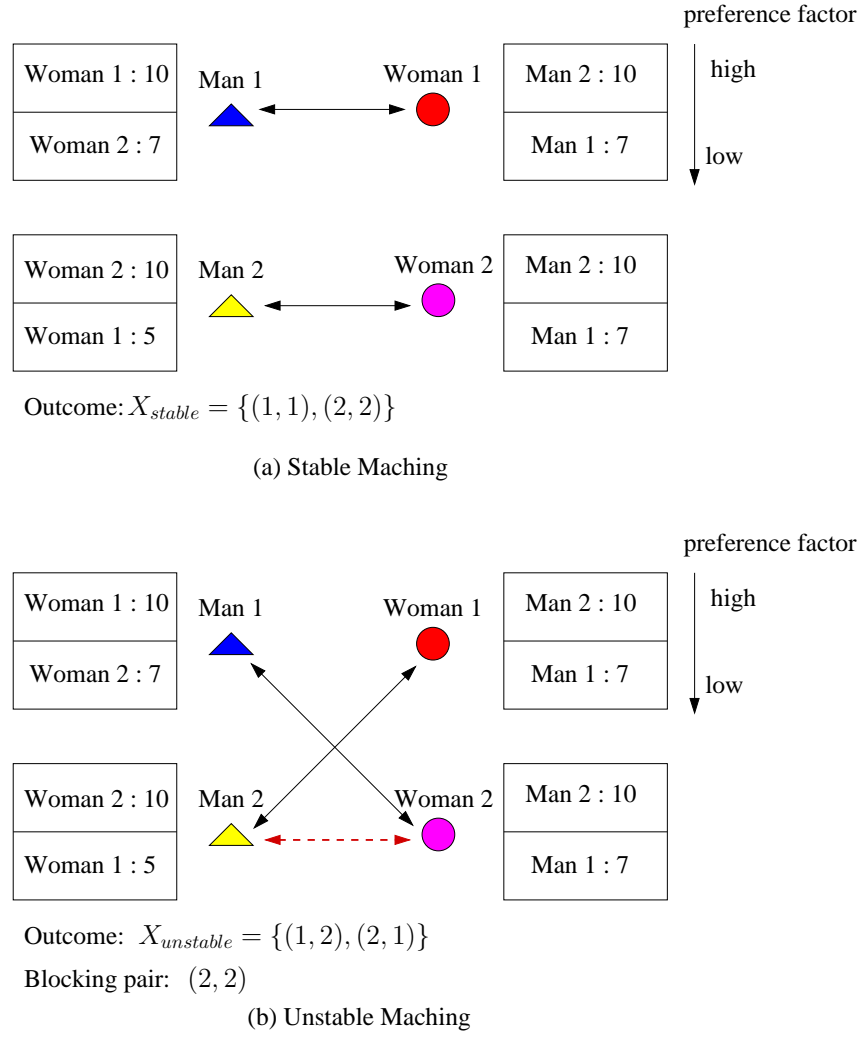 preference factor
Woman 1 : 10
Man 1
Woman 1
Man 2 : 10
high
Woman 2 : 7
Man 1 : 7
low
Woman 2 : 10
Man 2
Woman 2
Man 2 : 10
Woman 1 : 5
Man 1 : 7
Outcome: $X_{stable} = \{(1, 1), (2, 2)\}$
(a) Stable Maching
preference factor
Woman 1 : 10
Man 1
Woman 1
Man 2 : 10
high
Woman 2 : 7
Man 1 : 7
low
Woman 2 : 10
Man 2
Woman 2
Man 2 : 10
Woman 1 : 5
Man 1 : 7
Outcome: $X_{unstable} = \{(1, 2), (2, 1)\}$
Blocking pair: (2, 2)
(b) Unstable Maching